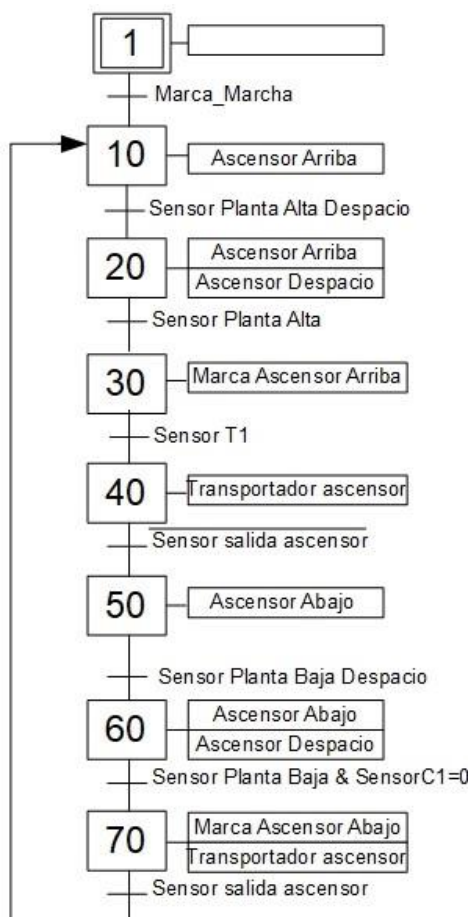 1
Marca_Marcha
10
Ascensor Arriba
Sensor Planta Alta Despacio
20
Ascensor Arriba
Ascensor Despacio
Sensor Planta Alta
30
Marca Ascensor Arriba
Sensor T1
40
Transportador ascensor
Sensor salida ascensor
50
Ascensor Abajo
Sensor Planta Baja Despacio
60
Ascensor Abajo
Ascensor Despacio
Sensor Planta Baja & SensorC1=0
70
Marca Ascensor Abajo
Transportador ascensor
Sensor salida ascensor